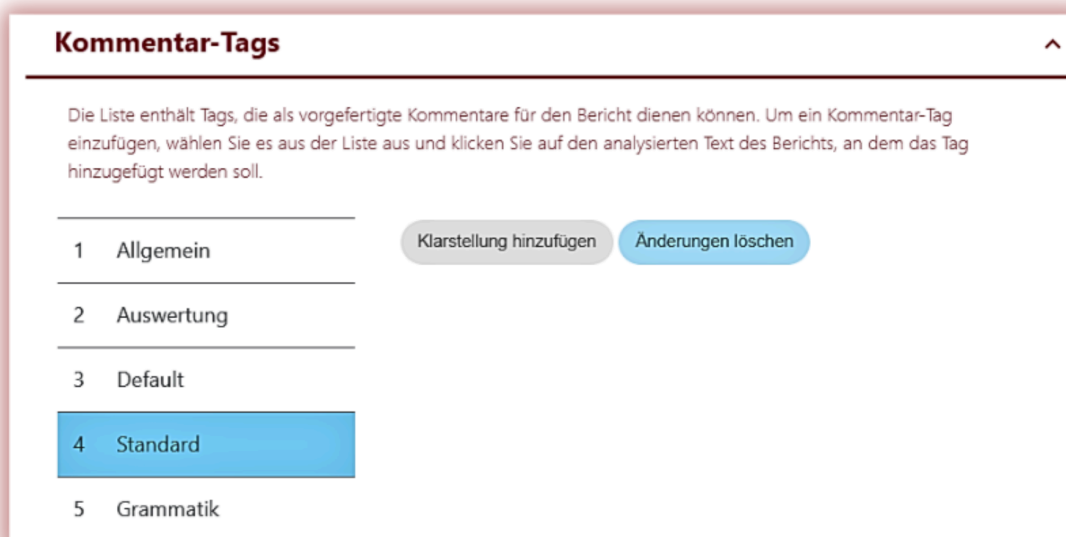 Kommentar-Tags
Die Liste enthält Tags, die als vorgefertigte Kommentare für den Bericht dienen können. Um ein Kommentar-Tag
einzufügen, wählen Sie es aus der Liste aus und klicken Sie auf den analysierten Text des Berichts, an dem das Tag
hinzugefügt werden soll.
1 Allgemein
Klarstellung hinzufügen Änderungen löschen
2 Auswertung
3 Default
4 Standard
5 Grammatik